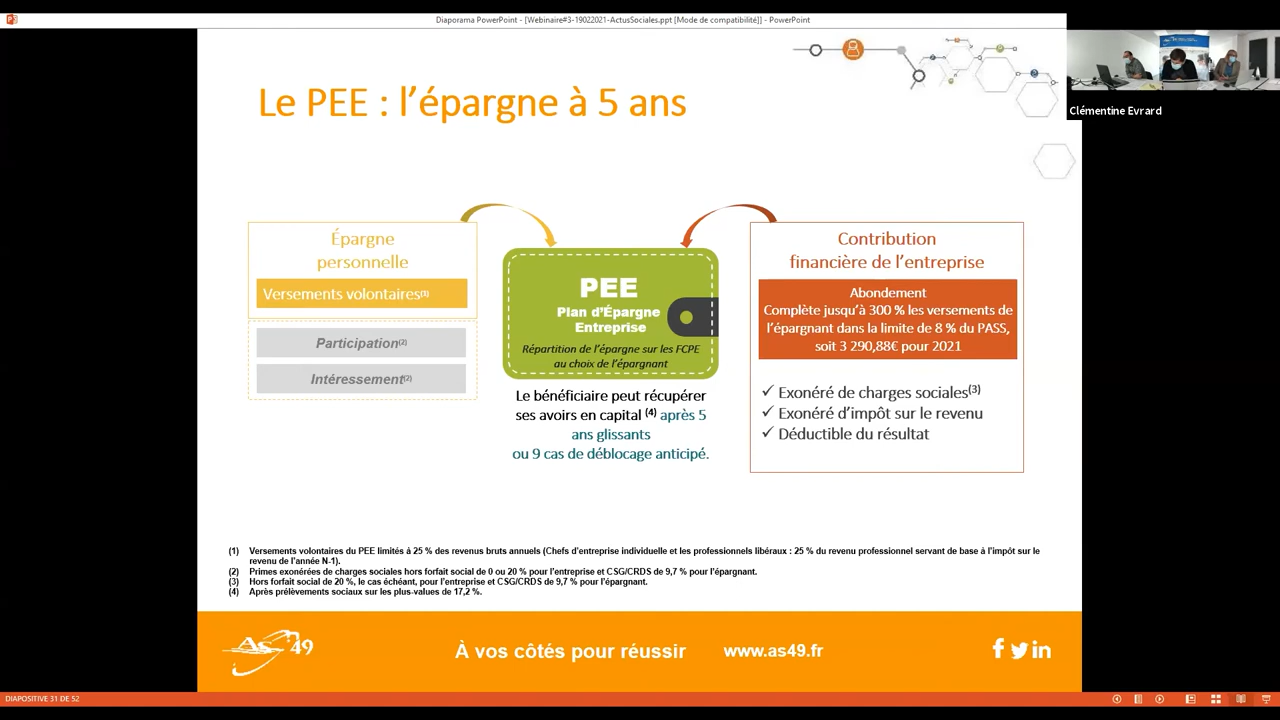 Diaporama PowerPoint - [Webinaire#3-19022021-ActusSociales.ppt [Mode de compatibilité]] - PowerPoint
Clémentine Evrard
Le PEE : l'épargne à 5 ans
Épargne
personnelle
Versements volontaires(1)
Participation(2)
Intéressement(2)
PEE
Plan d'Épargne
Entreprise
Répartition de l'épargne sur les FCPE
au choix de l'épargnant
Le bénéficiaire peut récupérer
ses avoirs en capital (4) après 5
ans glissants
ou 9 cas de déblocage anticipé.
Contribution
financière de l'entreprise
Abondement
Complète jusqu'à 300 % les versements de
l'épargnant dans la limite de 8 % du PASS,
soit 3 290,88€ pour 2021
✓ Exonéré de charges sociales(3)
✓ Exonéré d'impôt sur le revenu
✓ Déductible du résultat
(1) Versements volontaires du PEE limités à 25 % des revenus bruts annuels (Chefs d'entreprise individuelle et les professionnels libéraux : 25 % du revenu professionnel servant de base à l'impôt sur le
revenu de l'année N-1).
(2) Primes exonérées de charges sociales hors forfait social de 0 ou 20 % pour l'entreprise et CSG/CRDS de 9,7 % pour l'épargnant.
(3) Hors forfait social de 20 %, le cas échéant, pour l'entreprise et CSG/CRDS de 9,7 % pour l'épargnant.
(4) Après prélèvements sociaux sur les plus-values de 17,2 %.
As 49
À vos côtés pour réussir
www.as49.fr
DIAPOSITIVE 31 DE 52